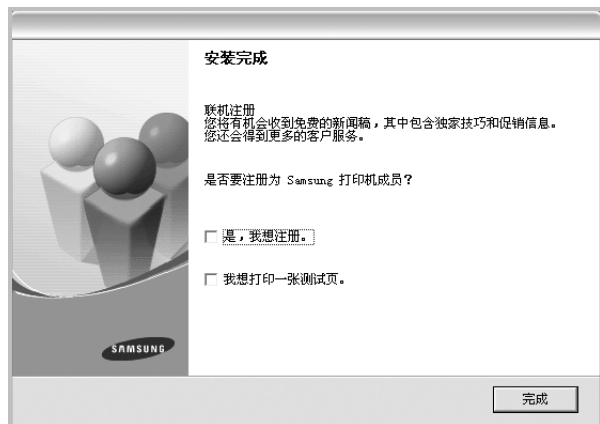 安装完成
联机注册
您将有机会收到免费的新闻稿，其中包含独家技巧和促销信息。
您还会得到更多的客户服务。
是否要注册为 Samsung 打印机成员？
是，我想注册。
我想打印一张测试页。
SAMSUNG
完成